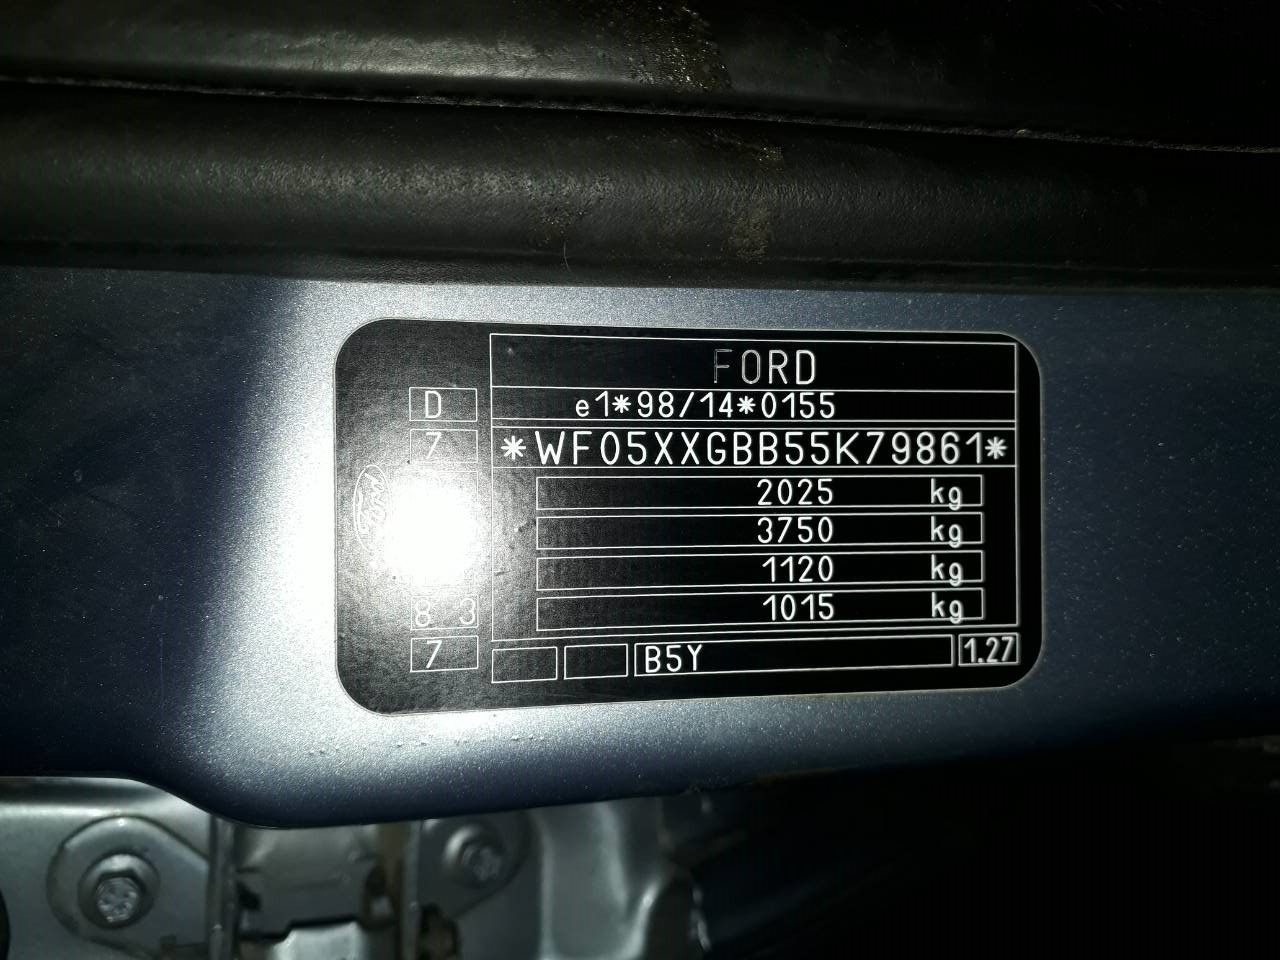 FORD
D
e1*98/14*0155
7
*WF05XXGBB55K79861*
2025 kg
3750 kg
1120 kg
8 3
1015 kg
7
B5Y
1.27